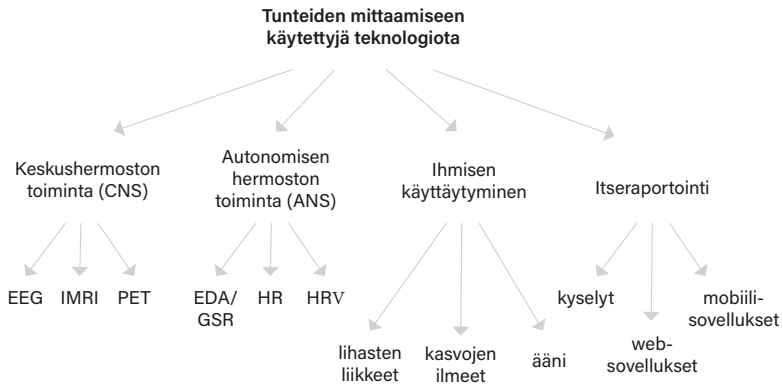 Tunteiden mittaamiseen
käytettyjä teknologiota
Keskushermoston
toiminta (CNS)
Autonomisen
hermoston
toiminta (ANS)
Ihmisen
käyttäytyminen
Itseraportointi
EEG
IMRI
PET
EDA/
GSR
HR
HRV
lihasten
liikkeet
kasvojen
ilmeet
ääni
kyselyt
web-
sovellukset
mobiili-
sovellukset